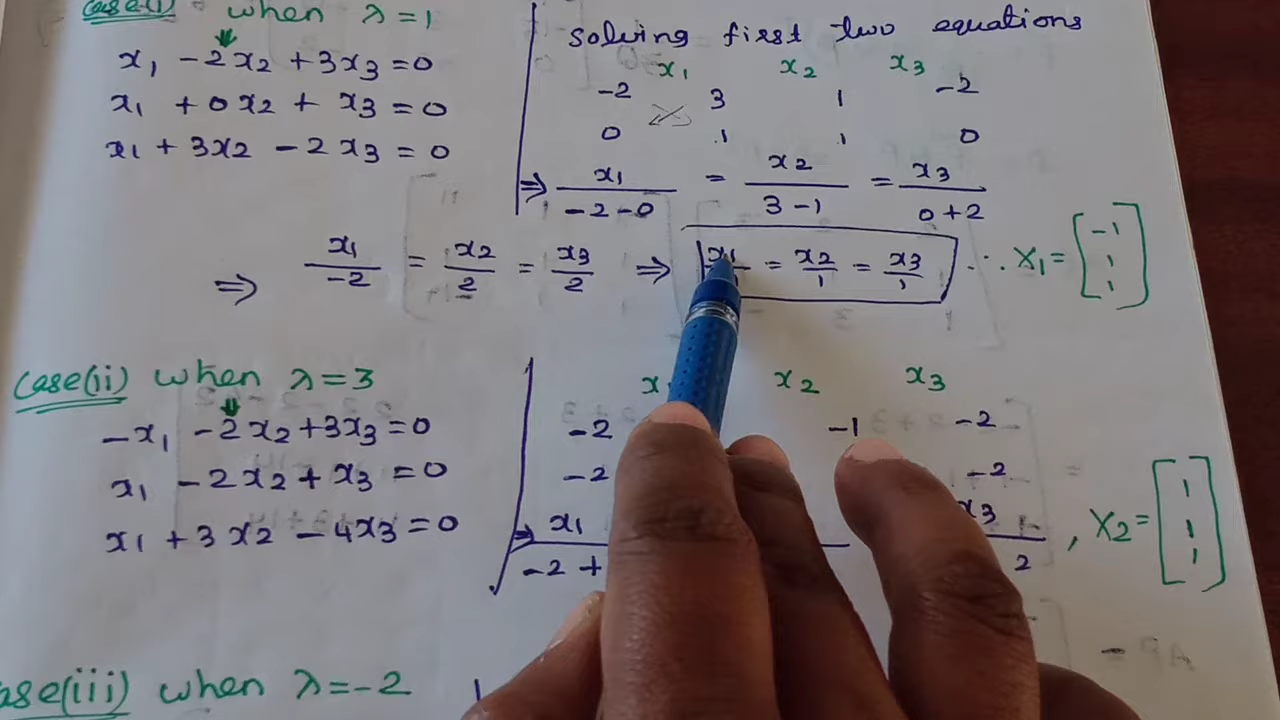 case(i) when λ=1
x₁ -2x₂ +3x₃ =0
x₁ +0x₂ + x₃ =0
x₁ +3x₂ -2x₃ =0
solving first two equations
x₁ x₂ x₃
-2 3 1 -2
0 1 1 0
⇒ x₁/-2-0 = x₂/3-1 = x₃/0+2
⇒ x₁/-2 = x₂/2 = x₃/2 ⇒ x₁ = x₂/1 = x₃/1 ∴ X₁= [-1 1 1]
case(ii) when λ=3
-x₁ -2x₂ +3x₃ =0
x₁ -2x₂ + x₃ =0
x₁ +3x₂ -4x₃ =0
x₂ x₃
-2 -1 -2
-2 -2
⇒ x₁/-2+ x₃/2 , X₂= [1 1 1]
case(iii) when λ=-2